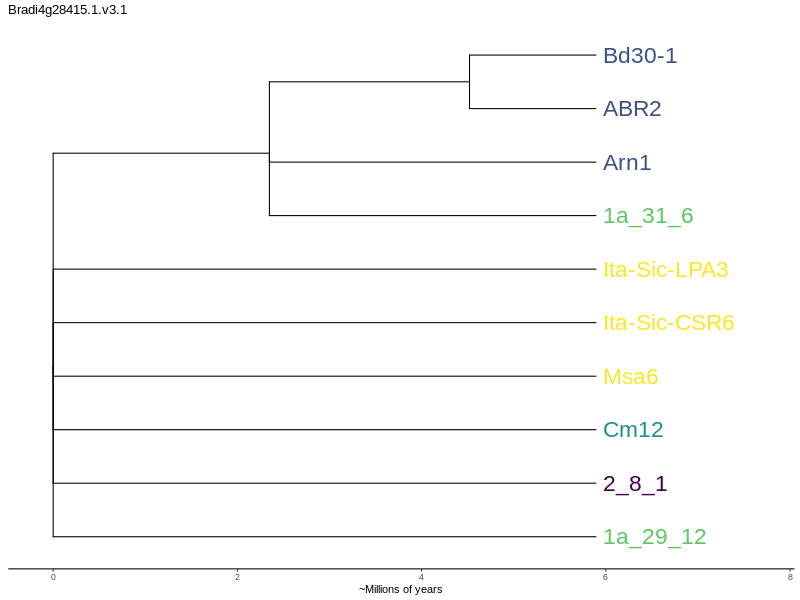 Bradi4g28415.1.v3.1
Bd30-1
ABR2
Arn1
1a_31_6
Ita-Sic-LPA3
Ita-Sic-CSR6
Msa6
Cm12
2_8_1
1a_29_12
0 2 4 6 8
~Millions of years